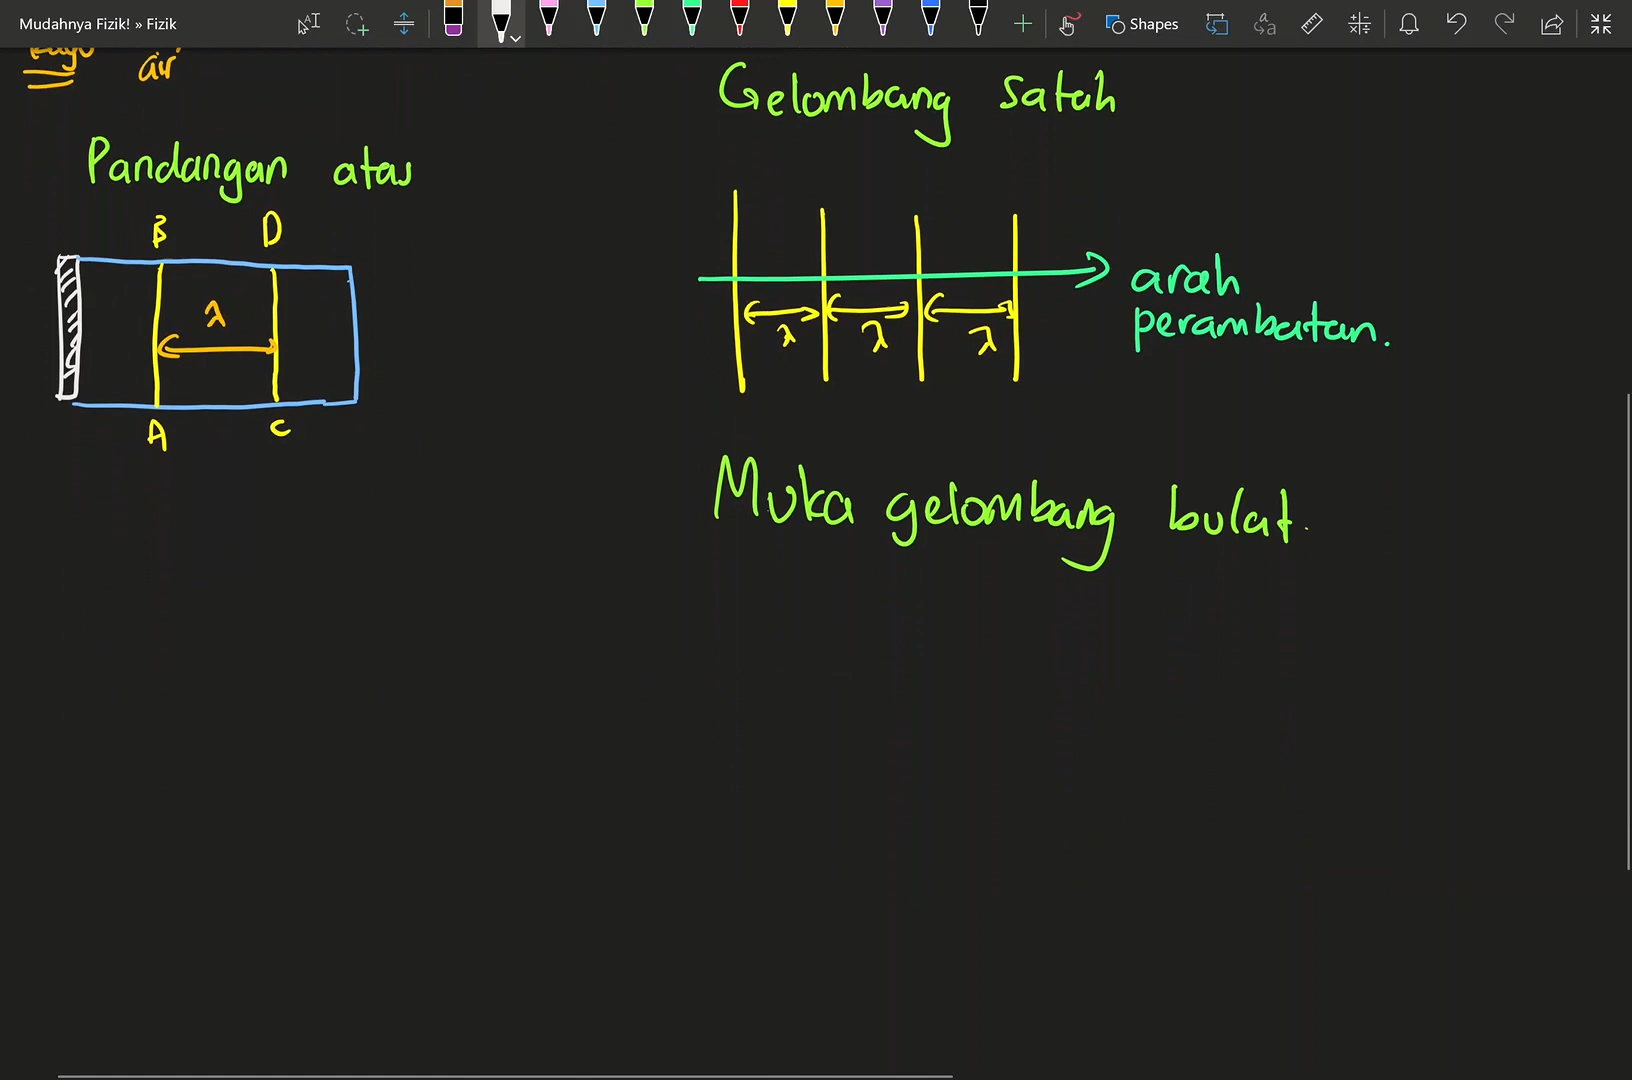 Mudahnya Fizik! » Fizik
Shapes
air
Pandangan atas
B D
λ
A C
Gelombang satah
λ λ λ
arah
perambatan.
Muka gelombang bulat.